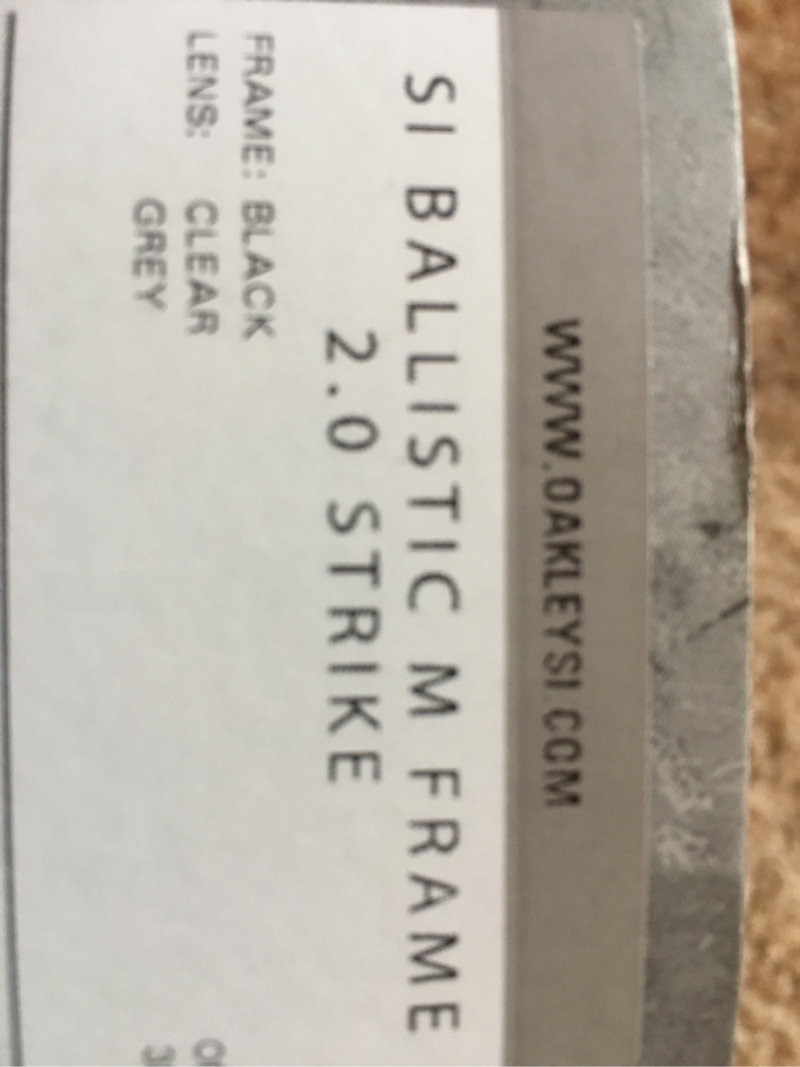 WWW.OAKLEYSI.COM
SI BALLISTIC M FRAME
2.0 STRIKE
FRAME: BLACK
LENS: CLEAR
GREY